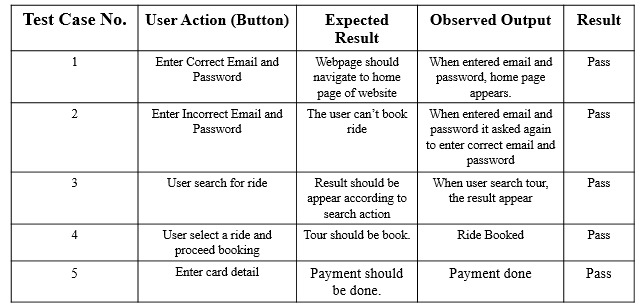 Test Case No. User Action (Button) Expected Observed Output Result
Result
1 Enter Correct Email and Webpage should When entered email and Pass
Password navigate to home password, home page
page of website appears.
2 Enter Incorrect Email and The user can't book When entered email and Pass
Password ride password it asked again
to enter correct email and
password
3 User search for ride Result should be When user search tour, Pass
appear according to the result appear
search action
4 User select a ride and Tour should be book. Ride Booked Pass
proceed booking
5 Enter card detail Payment should Payment done Pass
be done.